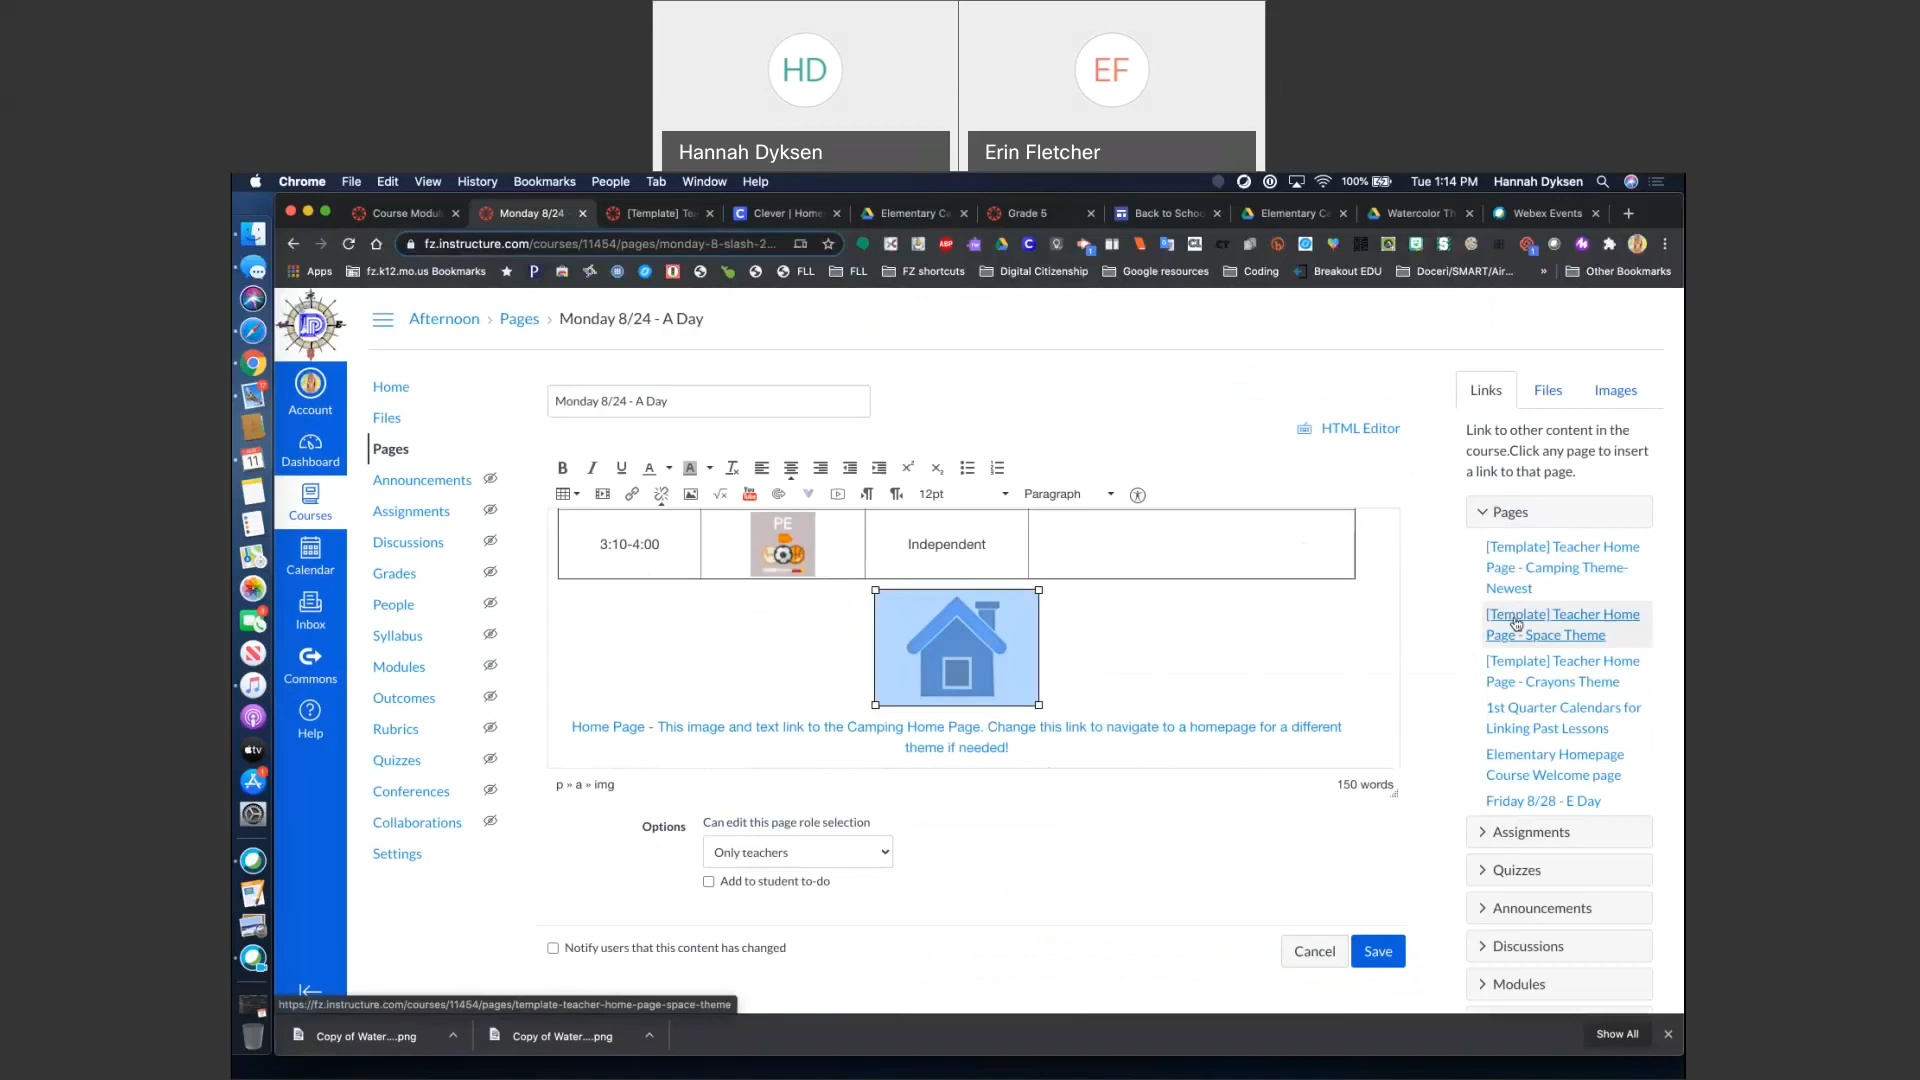 HD
EF
Hannah Dyksen
Erin Fletcher
Chrome File Edit View History Bookmarks People Tab Window Help
100% Tue 1:14 PM Hannah Dyksen
Course Modul
Monday 8/24
[Template] Te
Clever | Home
Elementary Ca
Grade 5
Back to Schoo
Elementary Ca
Watercolor Th
Webex Events
fz.instructure.com/courses/11454/pages/monday-8-slash-2...
Apps fz.k12.mo.us Bookmarks FLL FLL FZ shortcuts Digital Citizenship Google resources Coding Breakout EDU Doceri/SMART/Air... » Other Bookmarks
Afternoon › Pages › Monday 8/24 - A Day
Account
Dashboard
Courses
Calendar
Inbox
Commons
Help
Home
Files
Pages
Announcements
Assignments
Discussions
Grades
People
Syllabus
Modules
Outcomes
Rubrics
Quizzes
Conferences
Collaborations
Settings
Monday 8/24 - A Day
HTML Editor
12pt Paragraph
3:10-4:00
PE
Independent
Home Page - This image and text link to the Camping Home Page. Change this link to navigate to a homepage for a different
theme if needed!
p » a » img
150 words
Options
Can edit this page role selection
Only teachers
Add to student to-do
Notify users that this content has changed
Cancel
Save
Links Files Images
Link to other content in the
course.Click any page to insert
a link to that page.
Pages
[Template] Teacher Home
Page - Camping Theme-
Newest
[Template] Teacher Home
Page - Space Theme
[Template] Teacher Home
Page - Crayons Theme
1st Quarter Calendars for
Linking Past Lessons
Elementary Homepage
Course Welcome page
Friday 8/28 - E Day
Assignments
Quizzes
Announcements
Discussions
Modules
https://fz.instructure.com/courses/11454/pages/template-teacher-home-page-space-theme
Copy of Water....png
Copy of Water....png
Show All